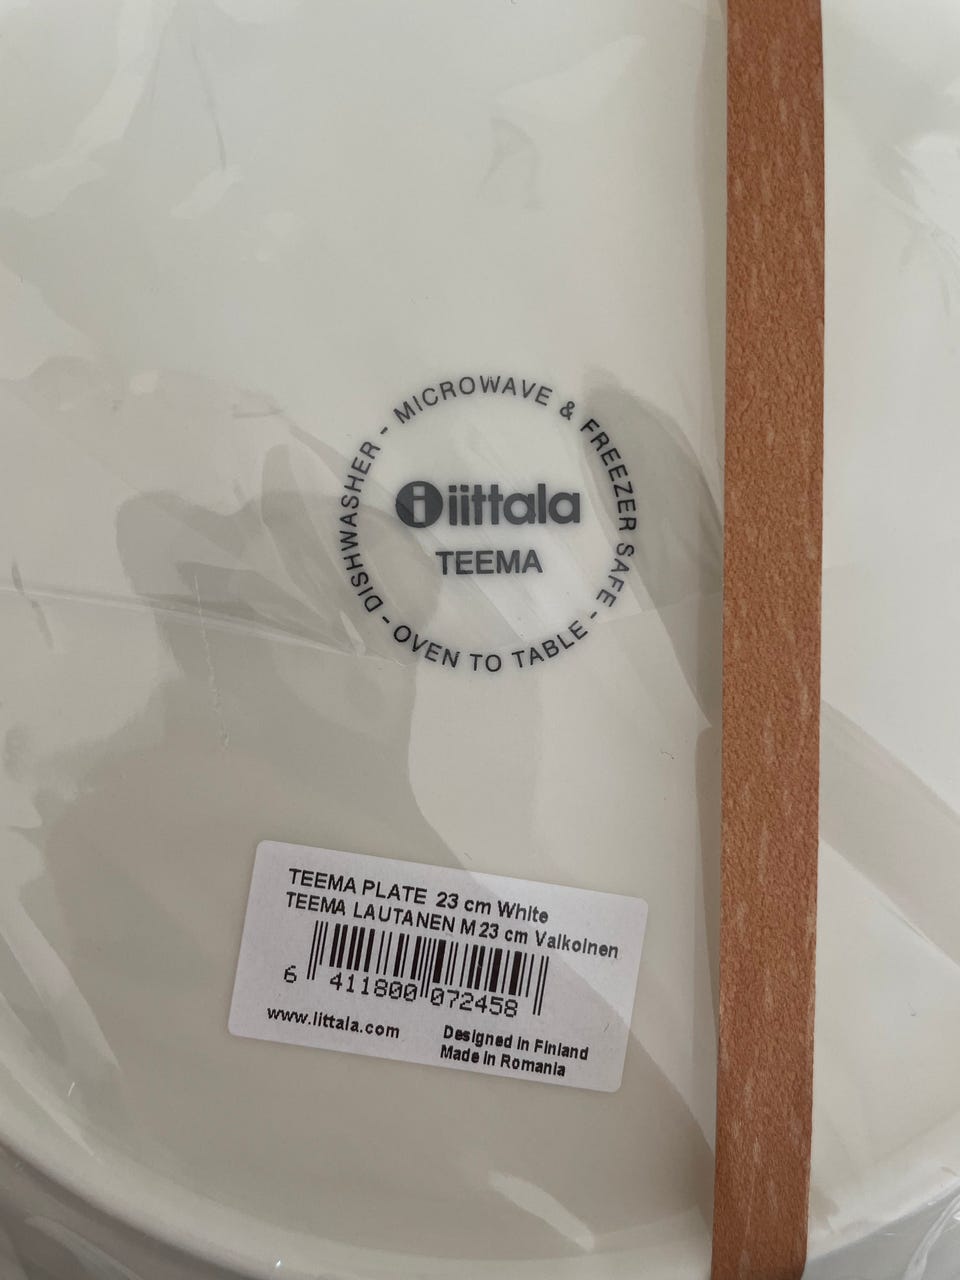 DISHWASHER - MICROWAVE & FREEZER SAFE - OVEN TO TABLE -
iittala
TEEMA
TEEMA PLATE 23 cm White
TEEMA LAUTANEN M 23 cm Valkoinen
6 411800 072458
www.iittala.com
Designed in Finland
Made in Romania